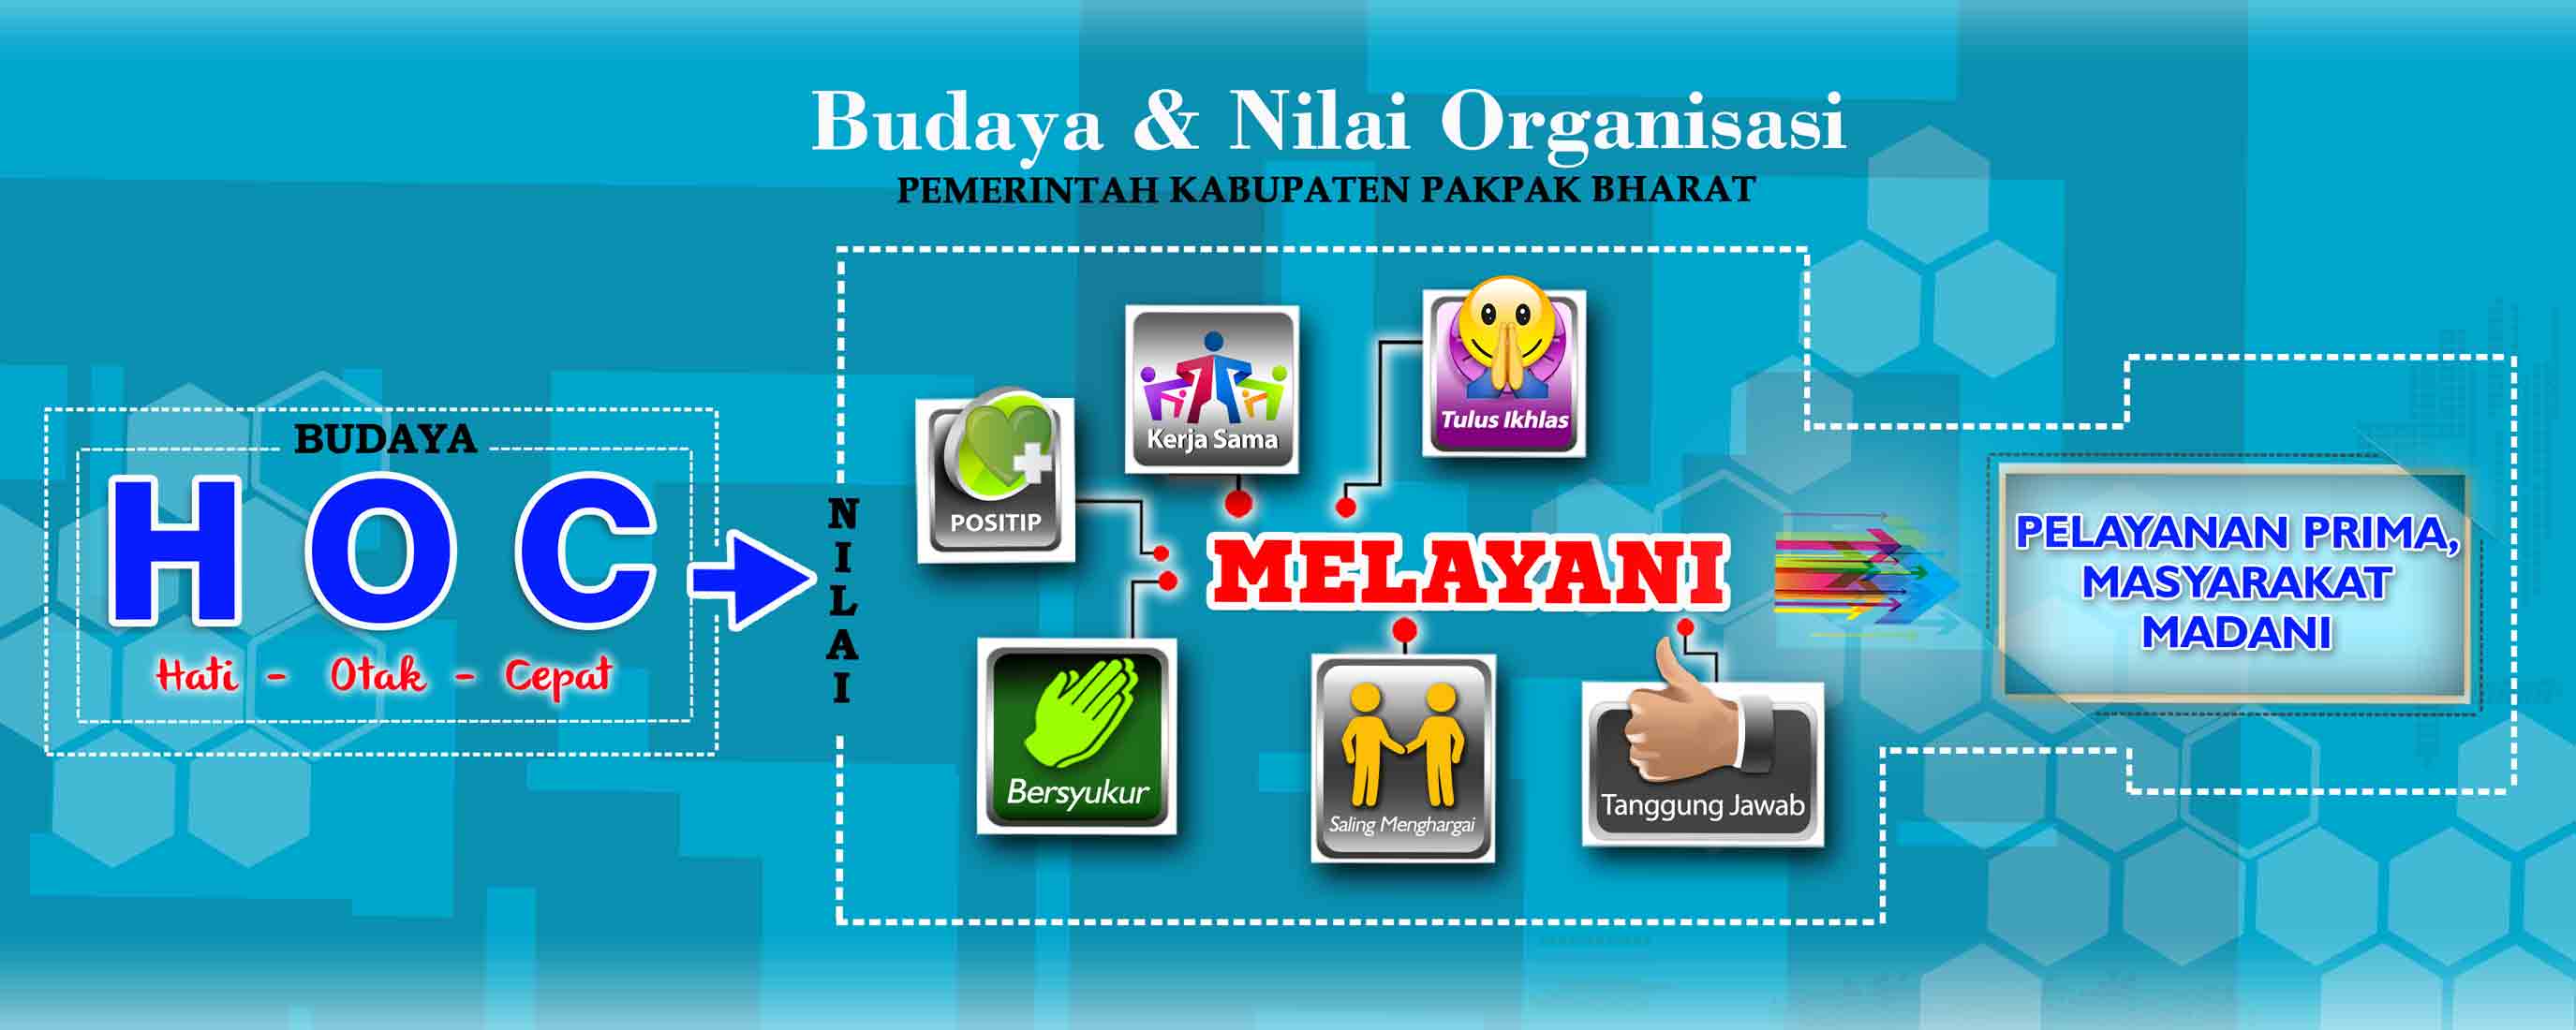 Budaya & Nilai Organisasi
PEMERINTAH KABUPATEN PAKPAK BHARAT
BUDAYA
H O C
Hati - Otak - Cepat
NILAI
POSITIP
Kerja Sama
Tulus Ikhlas
MELAYANI
Bersyukur
Saling Menghargai
Tanggung Jawab
PELAYANAN PRIMA,
MASYARAKAT
MADANI